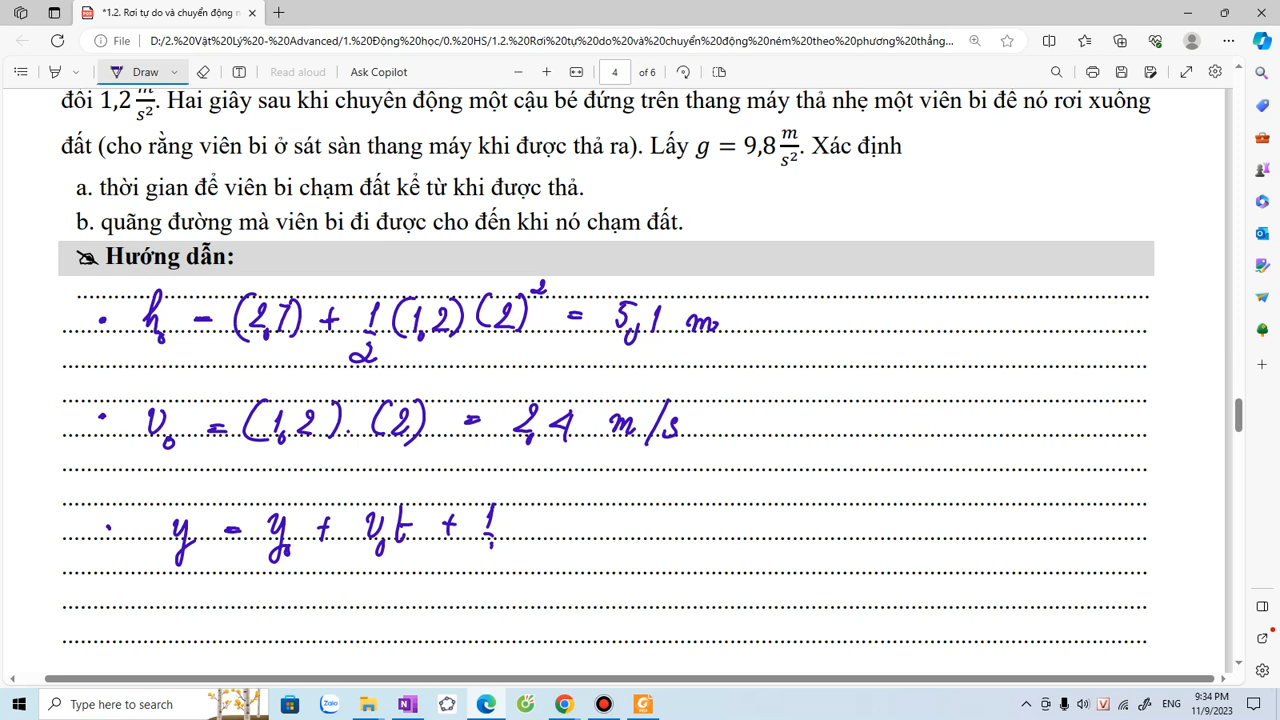 *1.2. Rơi tự do và chuyển động n
File D:/2.%20Vật%20Lý%20-%20Advanced/1.%20Động%20học/0.%20HS/1.2.%20Rơi%20tự%20do%20và%20chuyển%20động%20ném%20theo%20phương%20thẳng%...
Draw Read aloud Ask Copilot 4 of 6
đôi 1,2 m/s². Hai giây sau khi chuyển động một cậu bé đứng trên thang máy thả nhẹ một viên bi để nó rơi xuống
đất (cho rằng viên bi ở sát sàn thang máy khi được thả ra). Lấy g = 9,8 m/s². Xác định
a. thời gian để viên bi chạm đất kể từ khi được thả.
b. quãng đường mà viên bi đi được cho đến khi nó chạm đất.
Hướng dẫn:
• h₀ - (2,7) + 1/2 (1,2) (2)² = 5,1 m
• v₀ = (1,2). (2) = 2,4 m/s
• y = y₀ + v₀t + 1
Type here to search
Zalo
ENG
9:34 PM
11/9/2023